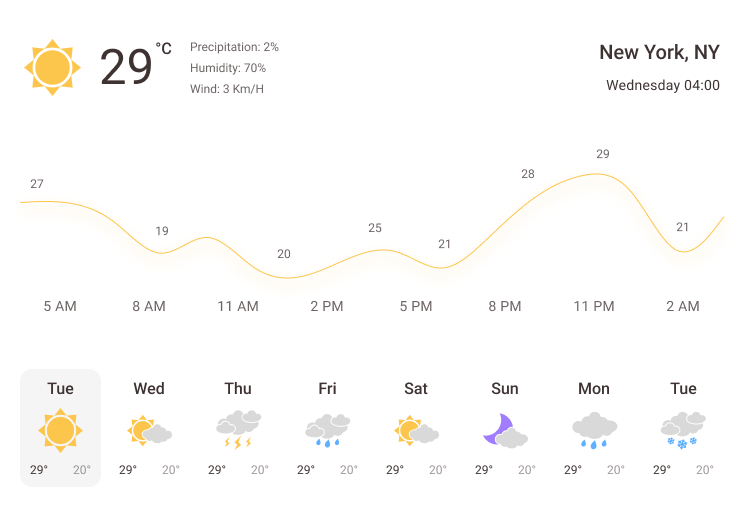 29 °C
Precipitation: 2%
Humidity: 70%
Wind: 3 Km/H
New York, NY
Wednesday 04:00
27 19 20 25 21 28 29 21
5 AM 8 AM 11 AM 2 PM 5 PM 8 PM 11 PM 2 AM
Tue Wed Thu Fri Sat Sun Mon Tue
29° 20° 29° 20° 29° 20° 29° 20° 29° 20° 29° 20° 29° 20° 29° 20°